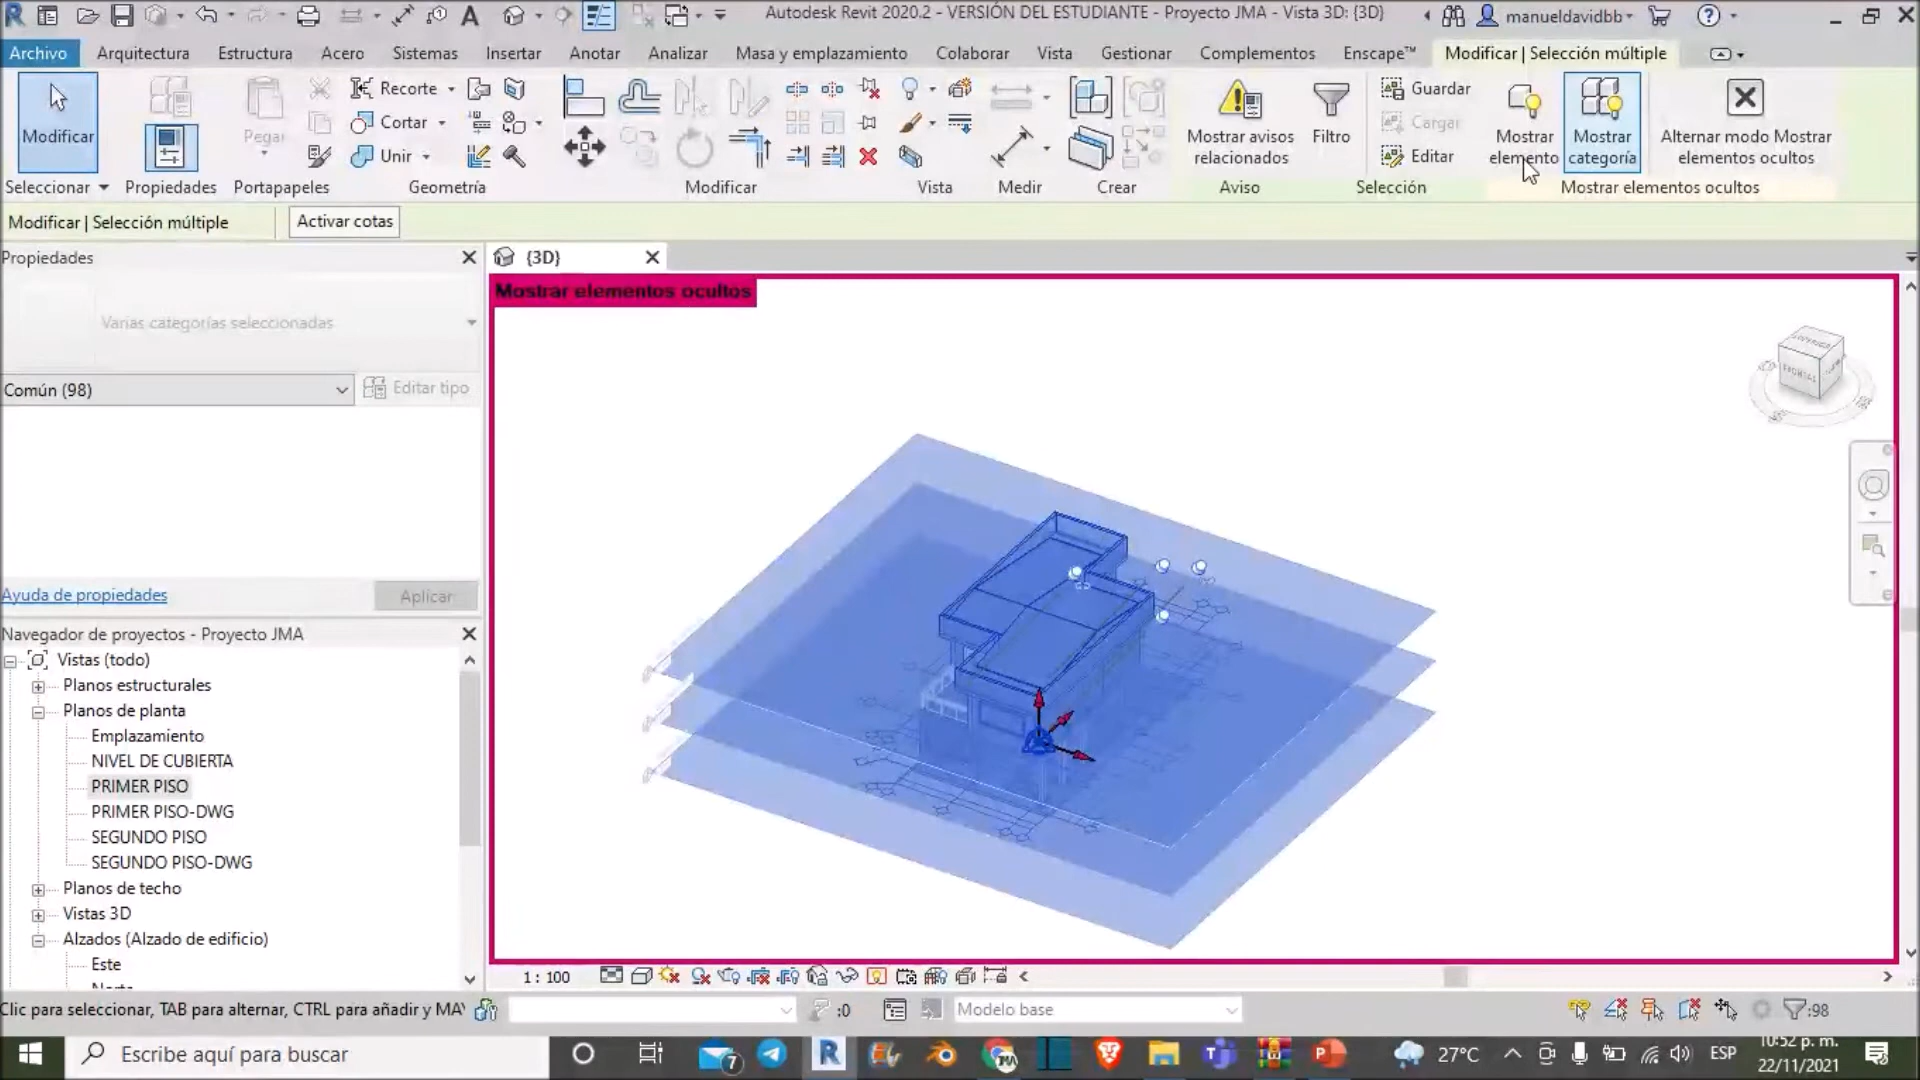 Autodesk Revit 2020.2 - VERSIÓN DEL ESTUDIANTE - Proyecto JMA - Vista 3D: {3D}
manueldavidbb
Archivo Arquitectura Estructura Acero Sistemas Insertar Anotar Analizar Masa y emplazamiento Colaborar Vista Gestionar Complementos Enscape™ Modificar | Selección múltiple
Modificar
Pegar
Recorte
Cortar
Unir
Mostrar avisos relacionados
Filtro
Guardar
Cargar
Editar
Mostrar elemento
Mostrar categoría
Alternar modo Mostrar elementos ocultos
Seleccionar Propiedades Portapapeles Geometría Modificar Vista Medir Crear Aviso Selección Mostrar elementos ocultos
Modificar | Selección múltiple Activar cotas
Propiedades
{3D}
Mostrar elementos ocultos
Varias categorías seleccionadas
Común (98) Editar tipo
FRONTAL
Ayuda de propiedades Aplicar
Navegador de proyectos - Proyecto JMA
Vistas (todo)
Planos estructurales
Planos de planta
Emplazamiento
NIVEL DE CUBIERTA
PRIMER PISO
PRIMER PISO-DWG
SEGUNDO PISO
SEGUNDO PISO-DWG
Planos de techo
Vistas 3D
Alzados (Alzado de edificio)
Este
Norte
1 : 100
Clic para seleccionar, TAB para alternar, CTRL para añadir y MA
:0
Modelo base
:98
Escribe aquí para buscar
7
27°C
ESP
10:52 p. m.
22/11/2021